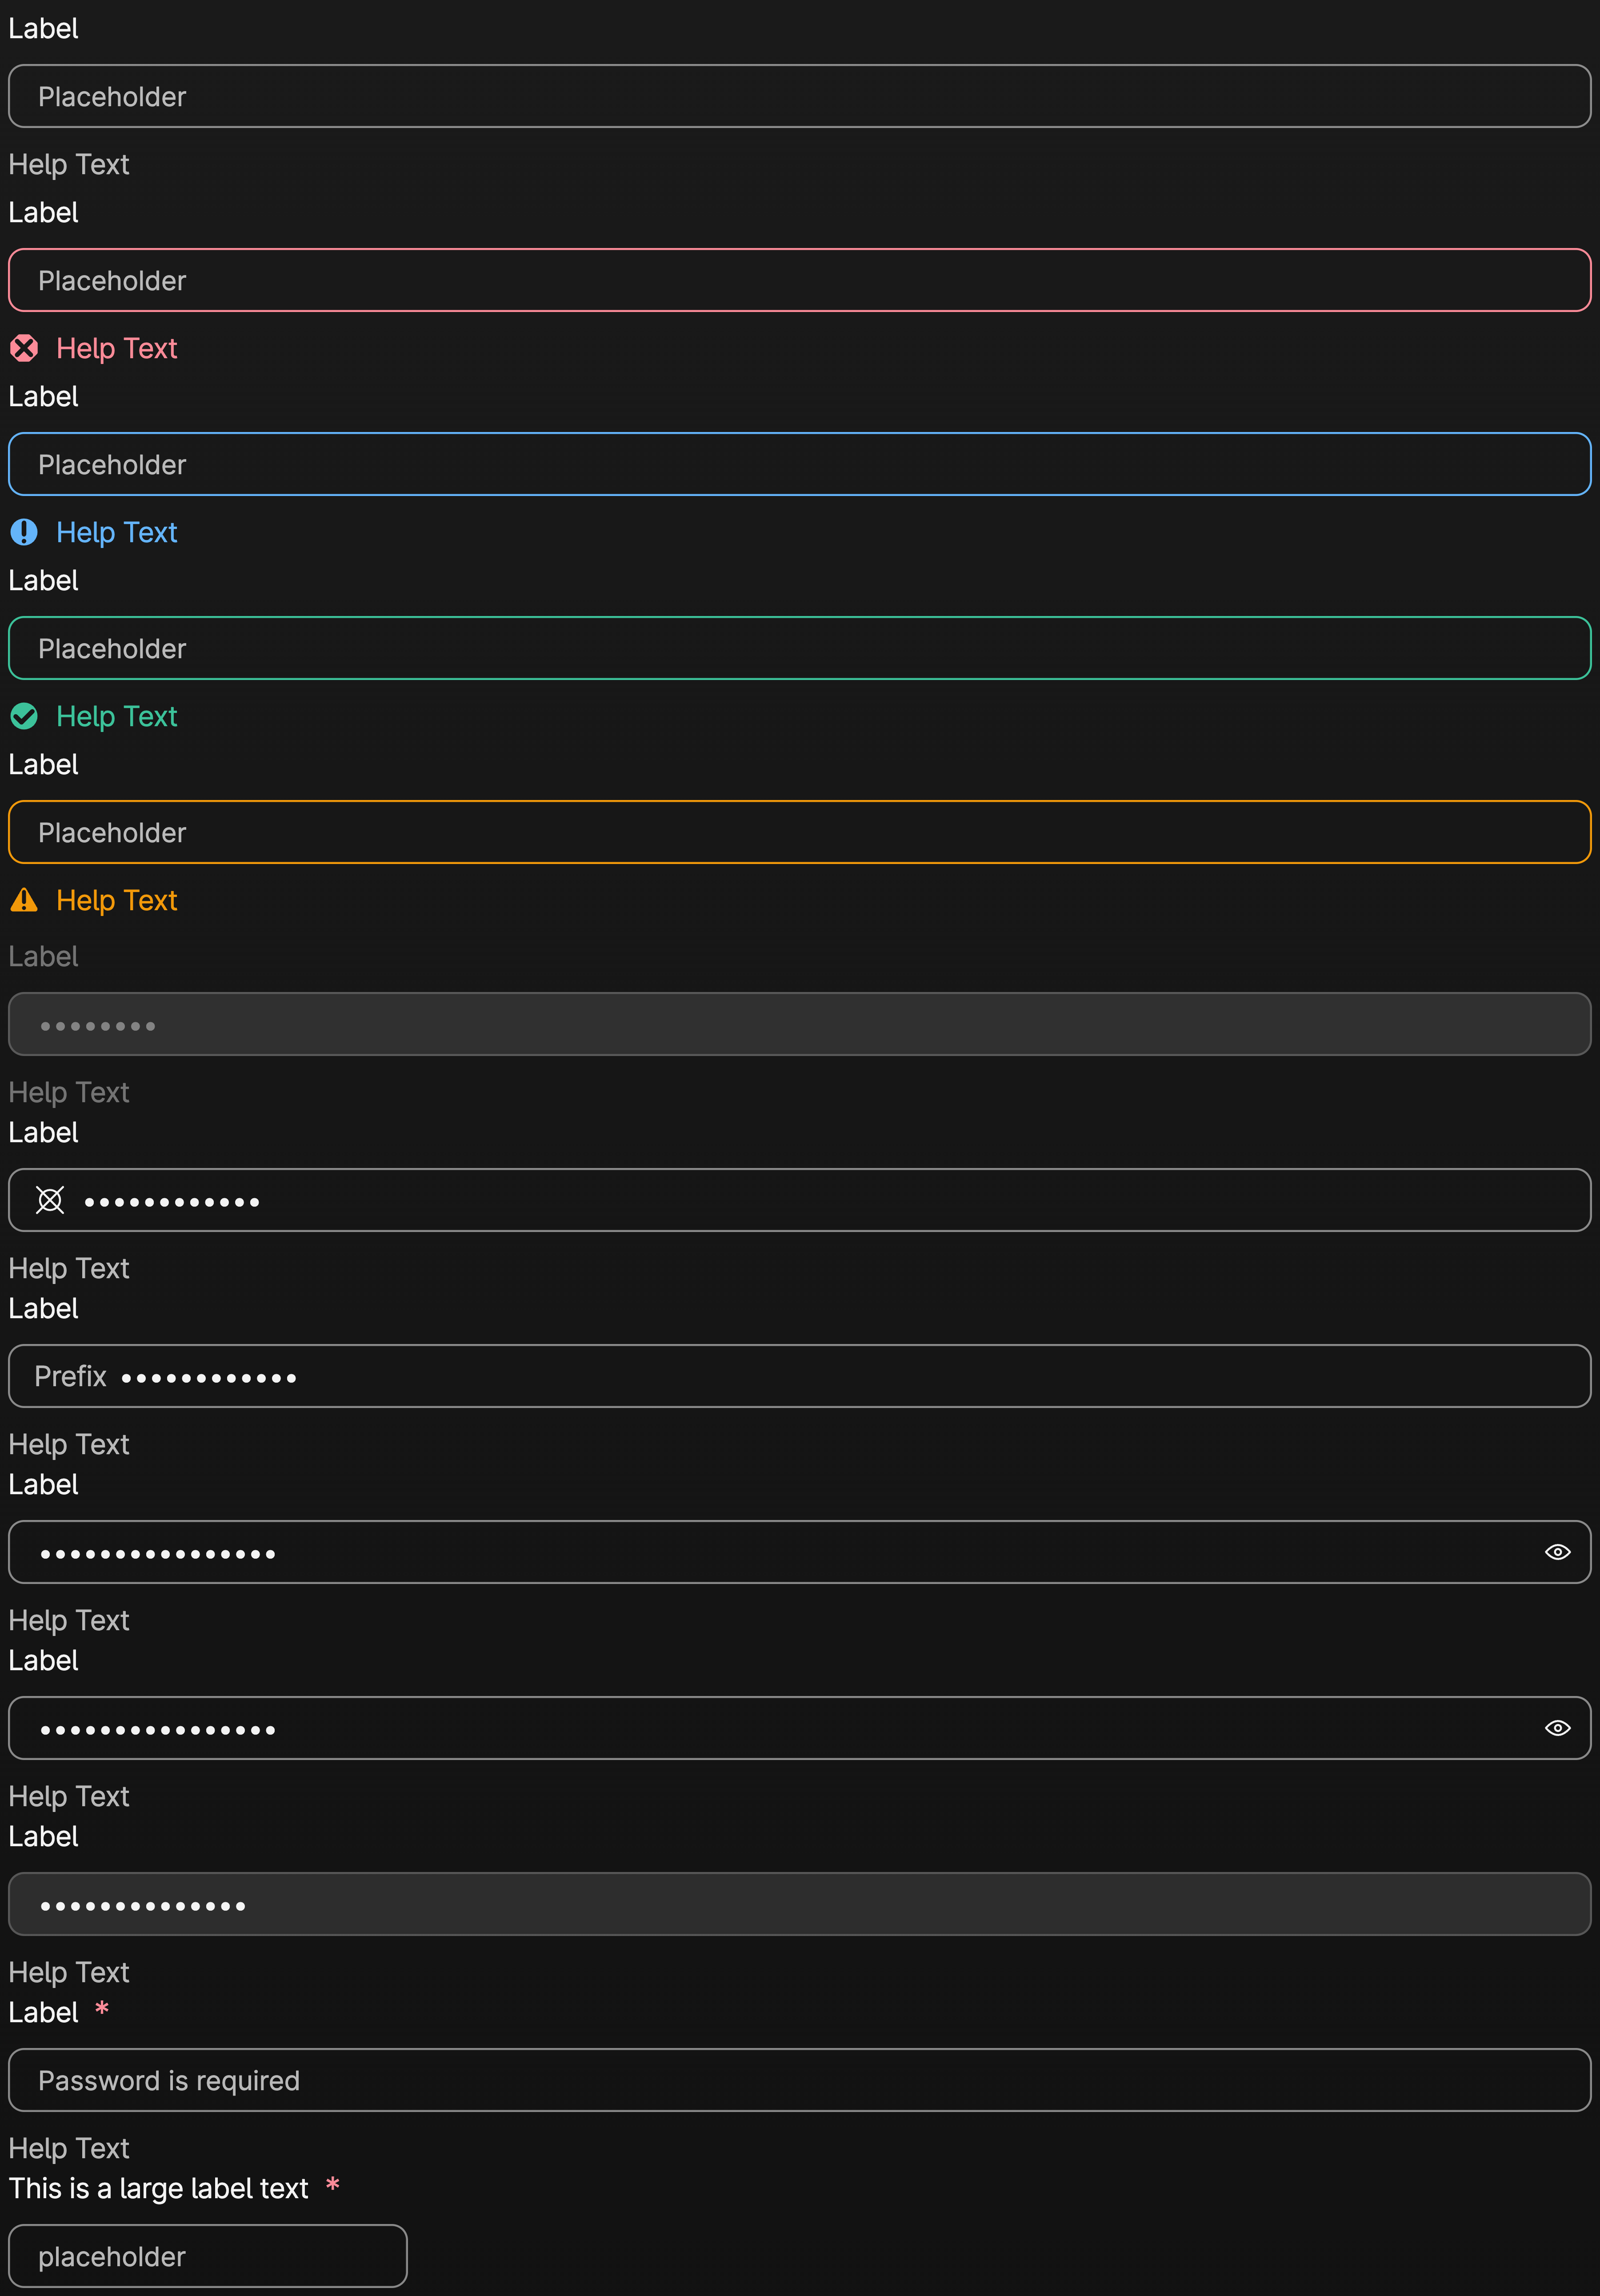 Label
Placeholder
Help Text
Label
Placeholder
Help Text
Label
Placeholder
Help Text
Label
Placeholder
Help Text
Label
Placeholder
Help Text
Label
••••••••
Help Text
Label
••••••••••••
Help Text
Label
Prefix ••••••••••••
Help Text
Label
••••••••••••••••
Help Text
Label
••••••••••••••••
Help Text
Label
••••••••••••••
Help Text
Label *
Password is required
Help Text
This is a large label text *
placeholder